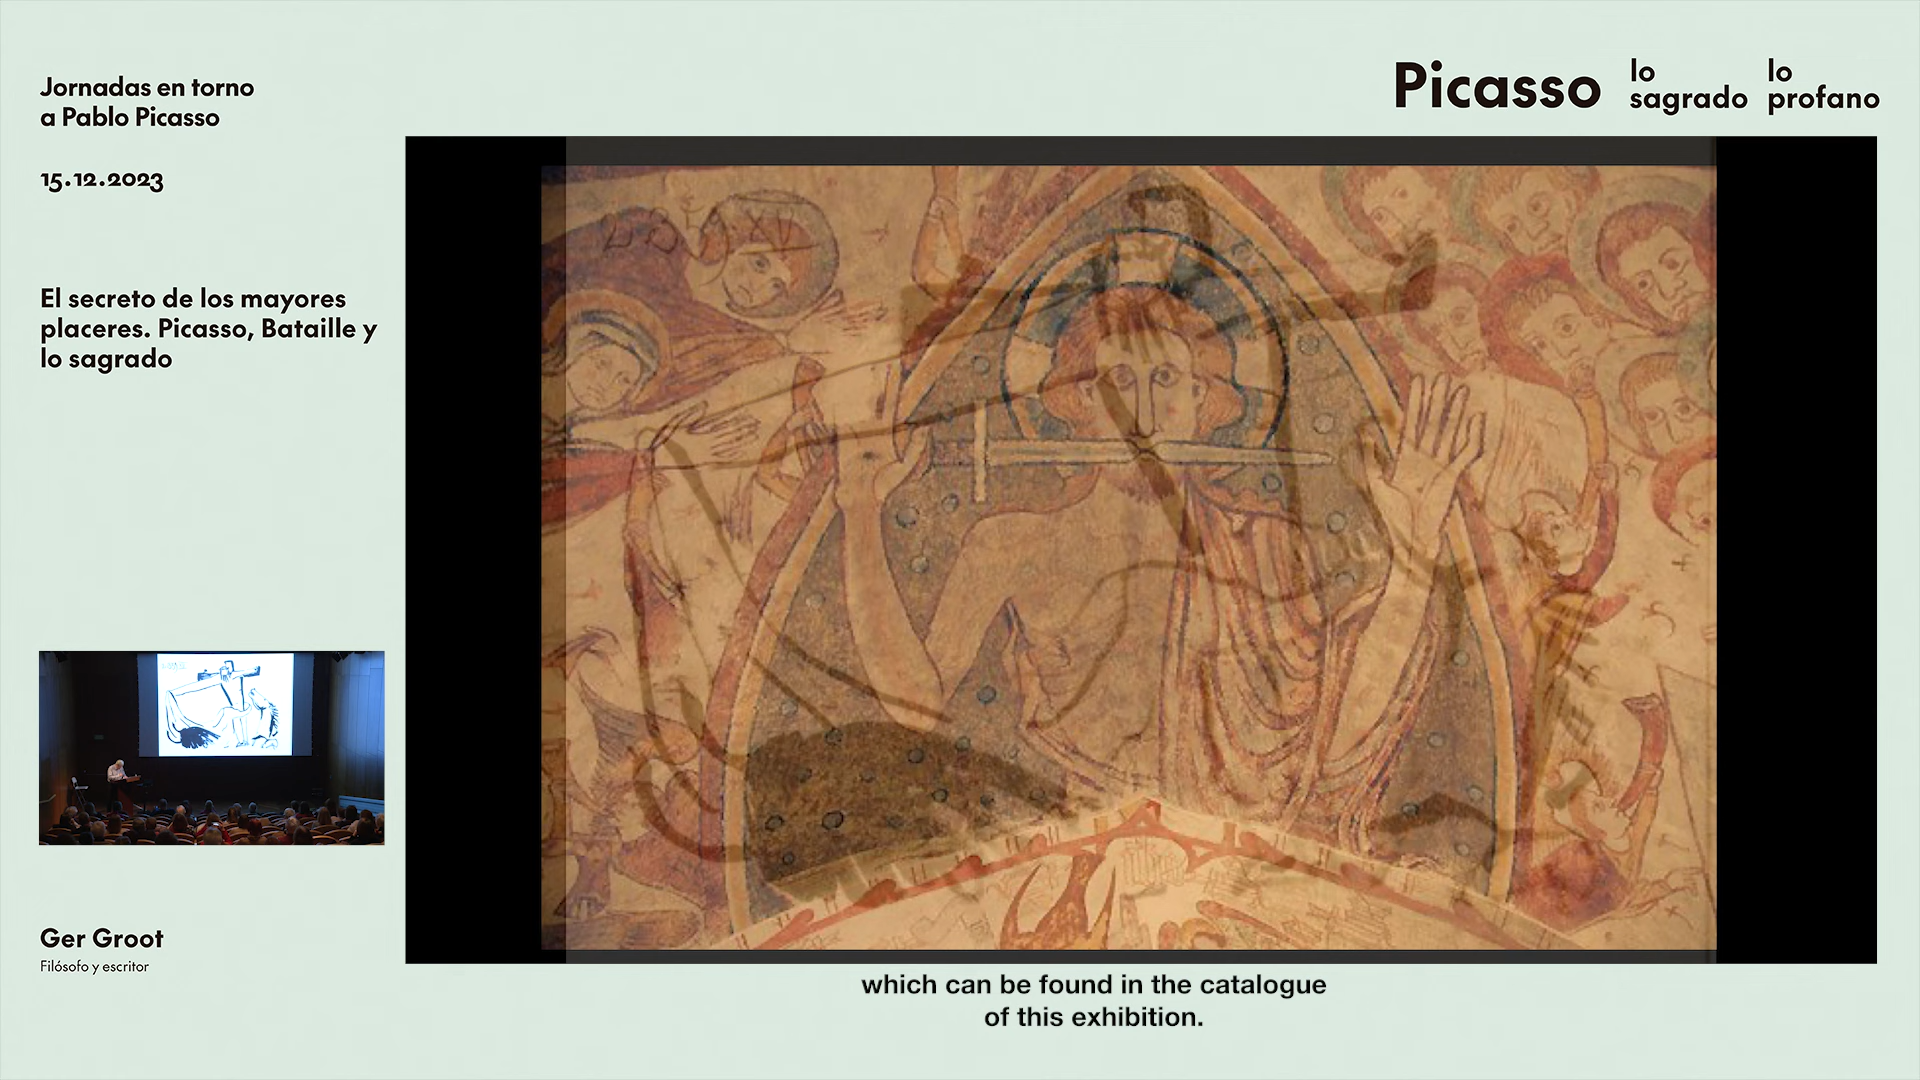 Jornadas en torno
a Pablo Picasso
15.12.2023
Picasso
lo
sagrado
lo
profano
El secreto de los mayores
placeres. Picasso, Bataille y
lo sagrado
Ger Groot
Filósofo y escritor
which can be found in the catalogue
of this exhibition.